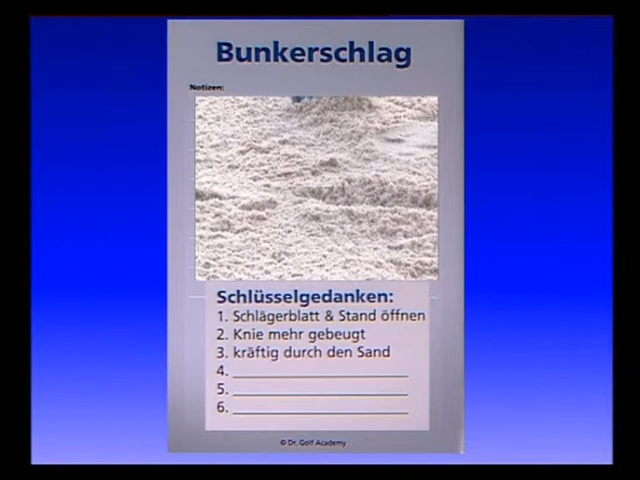 Bunkerschlag
Notizen:
Schlüsselgedanken:
1. Schlägerblatt & Stand öffnen
2. Knie mehr gebeugt
3. kräftig durch den Sand
4.
5.
6.
© Dr. Golf Academy